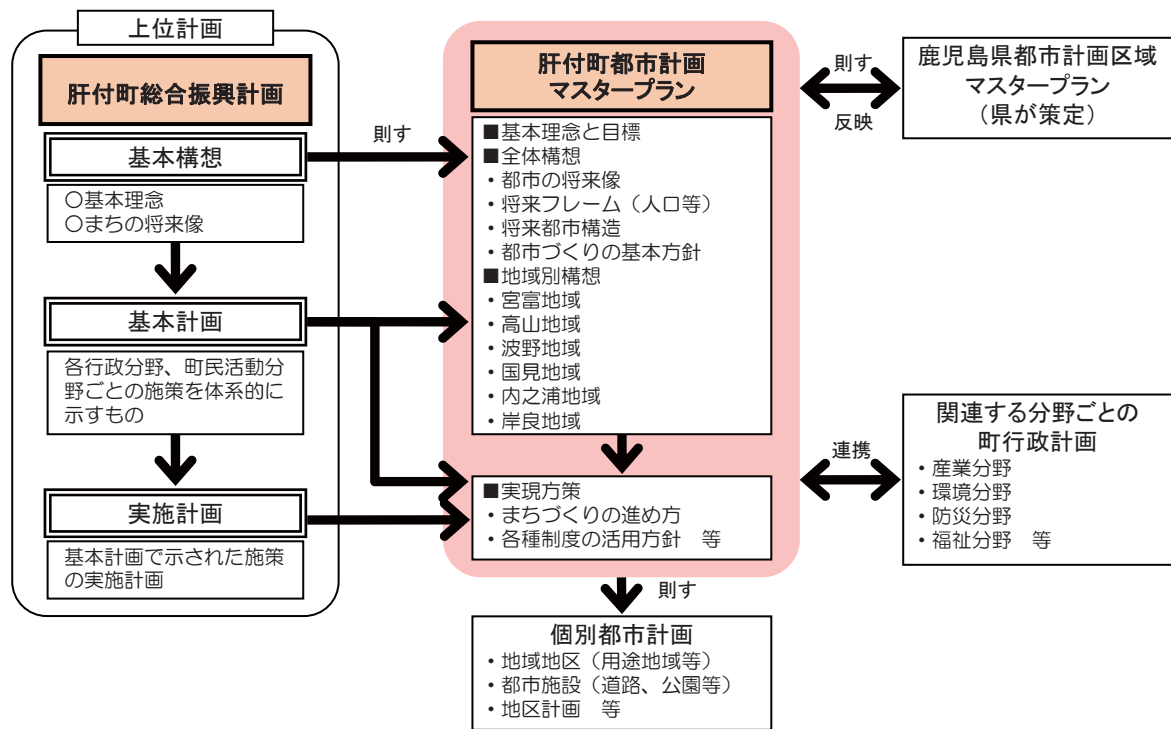 上位計画
肝付町総合振興計画
基本構想
〇基本理念
〇まちの将来像
基本計画
各行政分野、町民活動分
野ごとの施策を体系的に
示すもの
実施計画
基本計画で示された施策
の実施計画
則す
肝付町都市計画
マスタープラン
■基本理念と目標
■全体構想
・都市の将来像
・将来フレーム（人口等）
・将来都市構造
・都市づくりの基本方針
■地域別構想
・宮富地域
・高山地域
・波野地域
・国見地域
・内之浦地域
・岸良地域
■実現方策
・まちづくりの進め方
・各種制度の活用方針　等
則す
個別都市計画
・地域地区（用途地域等）
・都市施設（道路、公園等）
・地区計画　等
則す
反映
鹿児島県都市計画区域
マスタープラン
（県が策定）
連携
関連する分野ごとの
町行政計画
・産業分野
・環境分野
・防災分野
・福祉分野　等